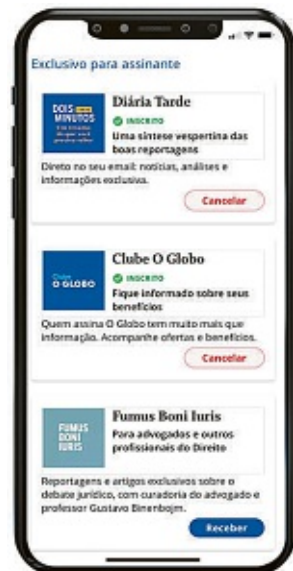 Exclusivo para assinante
DOIS
MINUTOS
Diária Tarde
INSCRITO
Uma síntese vespertina das
boas reportagens
Direto no seu email: notícias, análises e
informações exclusiva.
Cancelar
Clube
O GLOBO
Clube O Globo
INSCRITO
Fique informado sobre seus
benefícios
Quem assina O Globo tem muito mais que
informação. Acompanhe ofertas e benefícios.
Cancelar
FUMUS
BONI
IURIS
Fumus Boni Iuris
Para advogados e outros
profissionais do Direito
Reportagens e artigos exclusivos sobre o
debate jurídico, com curadoria do advogado e
professor Gustavo Binenbojm.
Receber